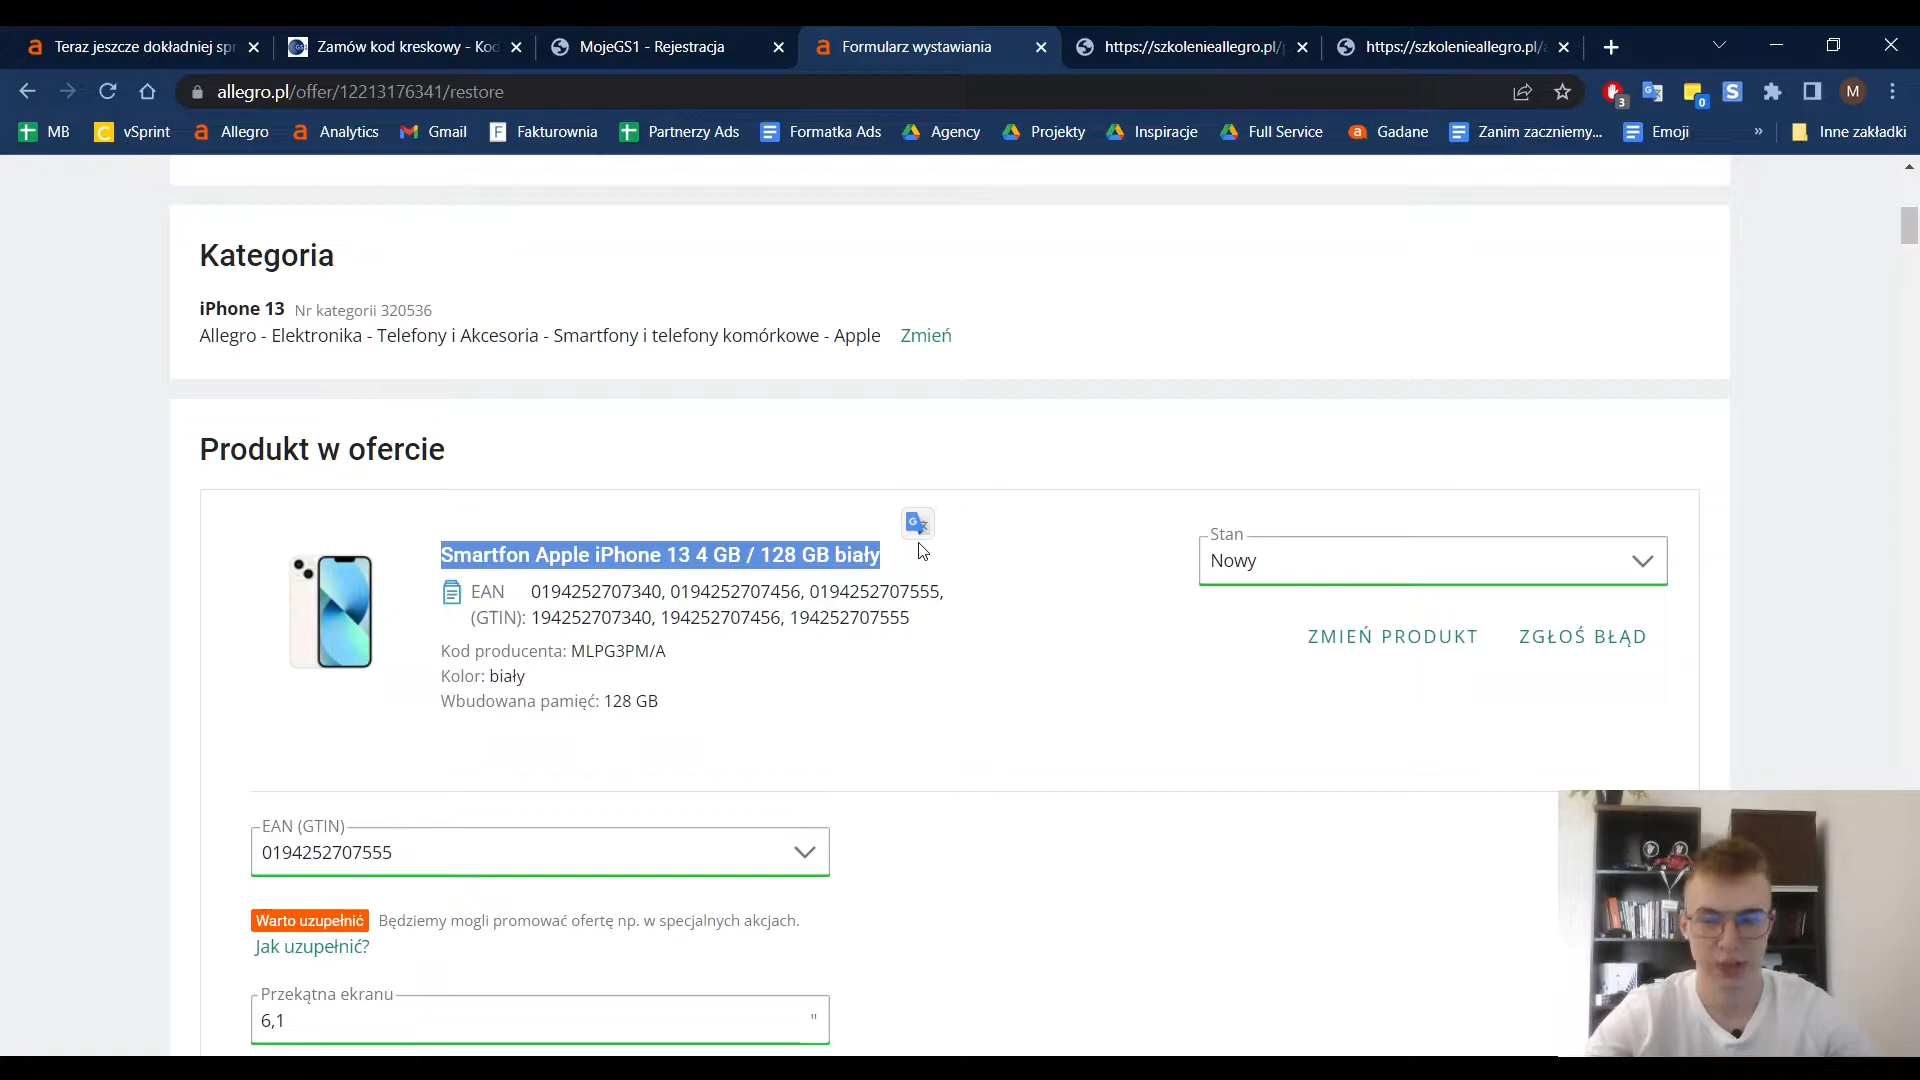 Teraz jeszcze dokładniej spr
Zamów kod kreskowy - Kod
MojeGS1 - Rejestracja
Formularz wystawiania
https://szkolenieallegro.pl/
https://szkolenieallegro.pl/
allegro.pl/offer/12213176341/restore
3
0
S
M
MB
vSprint
Allegro
Analytics
Gmail
Fakturownia
Partnerzy Ads
Formatka Ads
Agency
Projekty
Inspiracje
Full Service
Gadane
Zanim zaczniemy...
Emoji
»
Inne zakładki
Kategoria
iPhone 13 Nr kategorii 320536
Allegro - Elektronika - Telefony i Akcesoria - Smartfony i telefony komórkowe - Apple Zmień
Produkt w ofercie
Smartfon Apple iPhone 13 4 GB / 128 GB biały
EAN 0194252707340, 0194252707456, 0194252707555,
(GTIN): 194252707340, 194252707456, 194252707555
Kod producenta: MLPG3PM/A
Kolor: biały
Wbudowana pamięć: 128 GB
Stan
Nowy
ZMIEŃ PRODUKT ZGŁOŚ BŁĄD
EAN (GTIN)
0194252707555
Warto uzupełnić Będziemy mogli promować ofertę np. w specjalnych akcjach.
Jak uzupełnić?
Przekątna ekranu
6,1 "